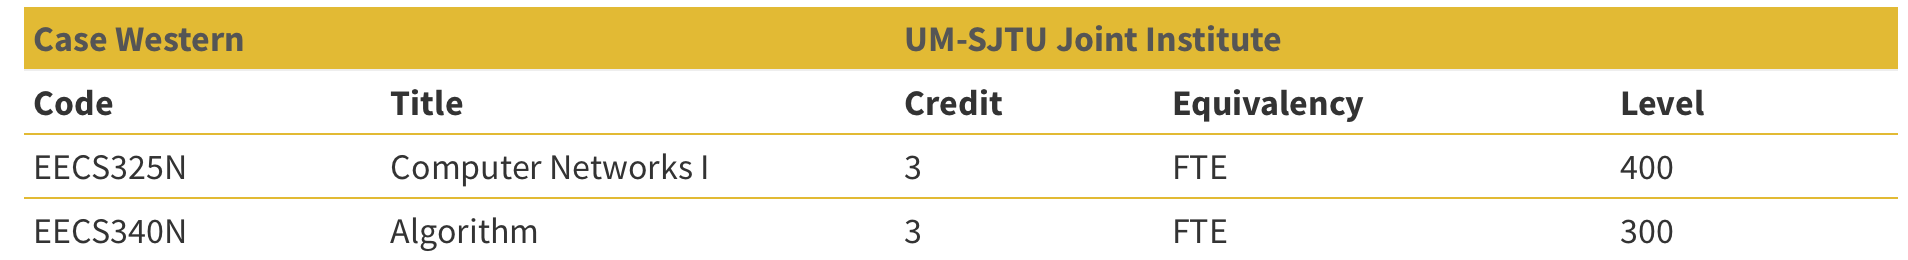 Case Western UM-SJTU Joint Institute
Code Title Credit Equivalency Level
EECS325N Computer Networks I 3 FTE 400
EECS340N Algorithm 3 FTE 300